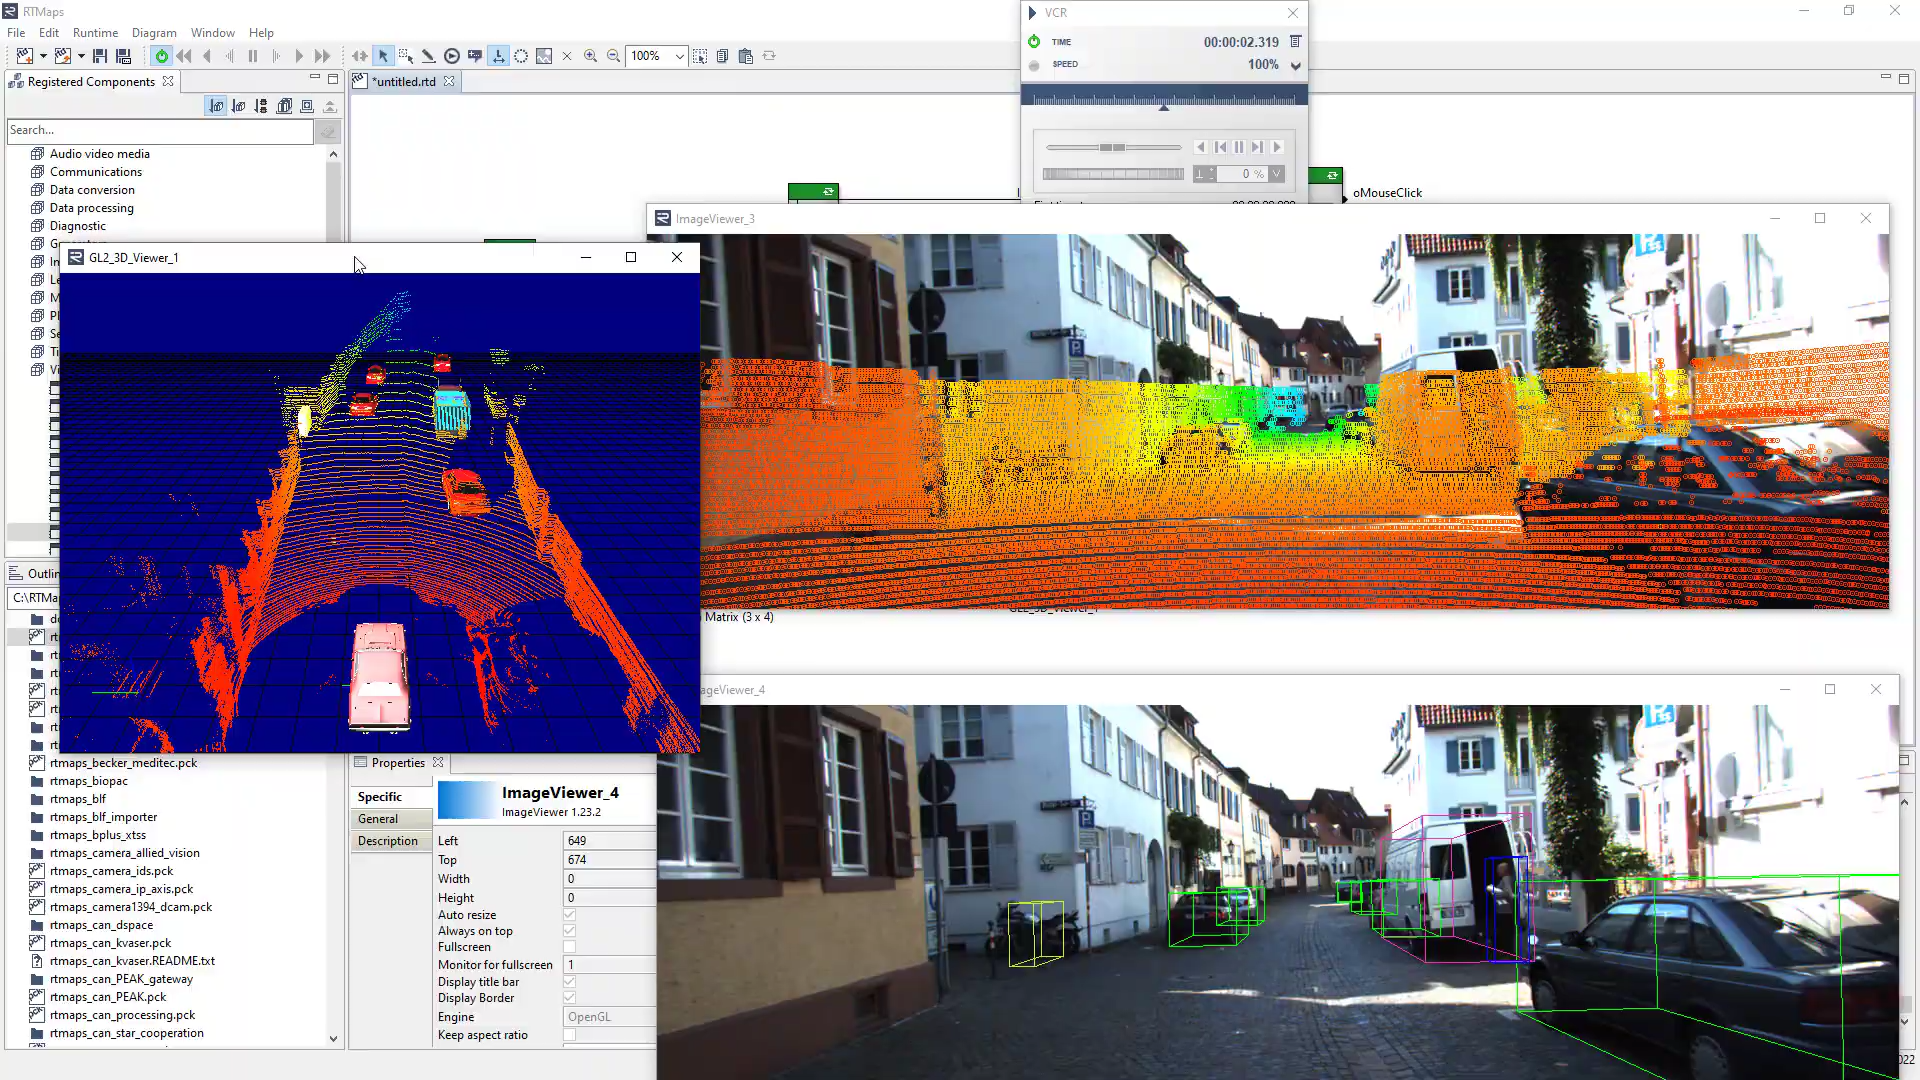 RTMaps
VCR
File Edit Runtime Diagram Window Help
TIME 00:00:02.319
100%
SPEED 100%
Registered Components
*untitled.rtd
Search...
Audio video media
Communications
Data conversion
Data processing
Diagnostic
0 %
oMouseClick
ImageViewer_3
GL2_3D_Viewer_1
P
Outlin
C:\RTMa
Matrix (3 x 4)
ageViewer_4
rtmaps_becker_meditec.pck
rtmaps_biopac
rtmaps_blf
rtmaps_blf_importer
rtmaps_bplus_xtss
rtmaps_camera_allied_vision
rtmaps_camera_ids.pck
rtmaps_camera_ip_axis.pck
rtmaps_camera1394_dcam.pck
rtmaps_can_dspace
rtmaps_can_kvaser.pck
rtmaps_can_kvaser.README.txt
rtmaps_can_PEAK_gateway
rtmaps_can_PEAK.pck
rtmaps_can_processing.pck
rtmaps_can_star_cooperation
Properties
Specific
General
Description
ImageViewer_4
ImageViewer 1.23.2
Left 649
Top 674
Width 0
Height 0
Auto resize
Always on top
Fullscreen
Monitor for fullscreen 1
Display title bar
Display Border
Engine OpenGL
Keep aspect ratio
P
022